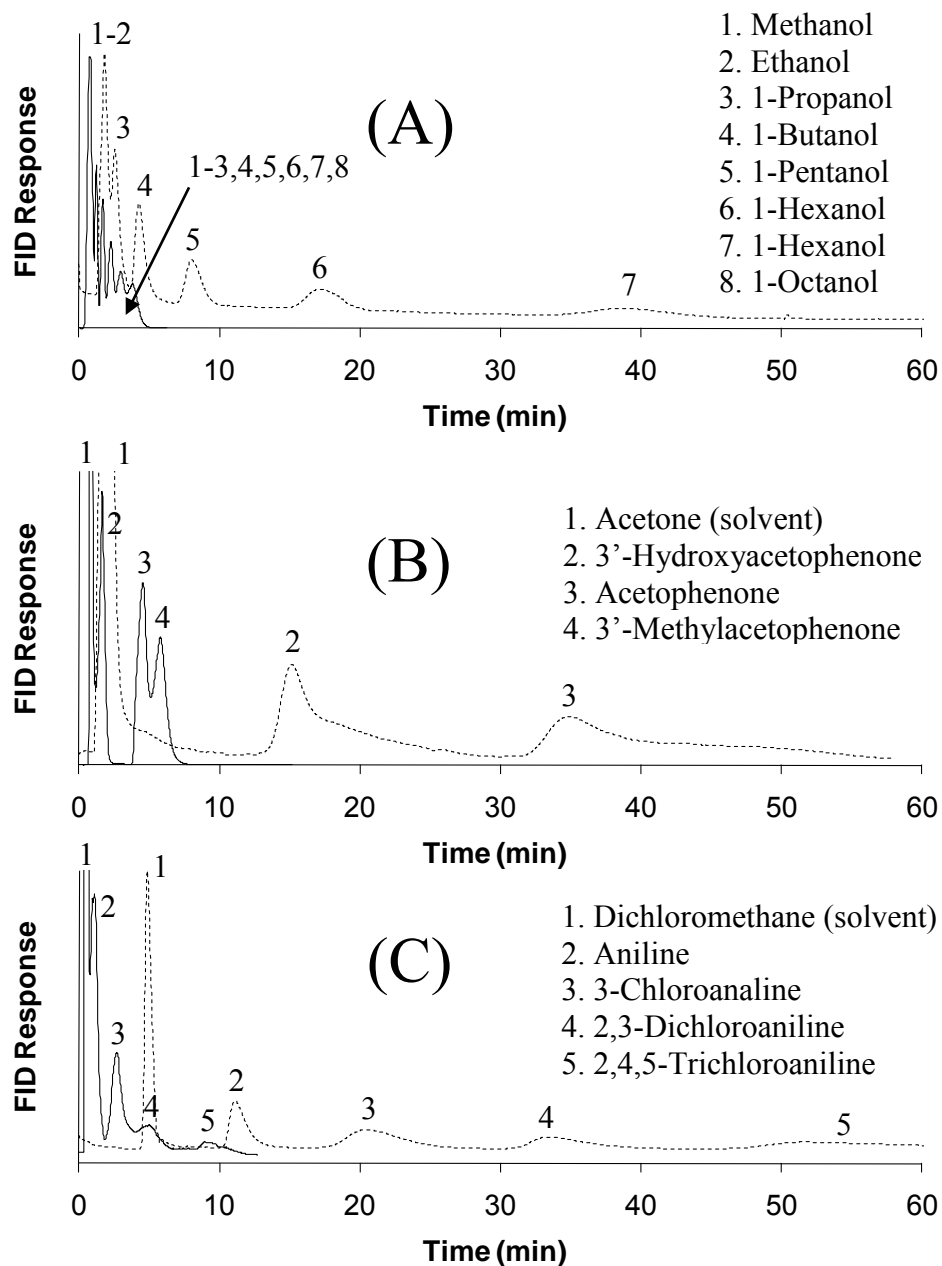 1-2
3
(A)
1-3,4,5,6,7,8
4
5
6
7
1. Methanol
2. Ethanol
3. 1-Propanol
4. 1-Butanol
5. 1-Pentanol
6. 1-Hexanol
7. 1-Hexanol
8. 1-Octanol
FID Response
0 10 20 30 40 50 60
Time (min)
1 1
2
3
4
(B)
2
3
1. Acetone (solvent)
2. 3’-Hydroxyacetophenone
3. Acetophenone
4. 3’-Methylacetophenone
FID Response
0 10 20 30 40 50 60
Time (min)
1 1
2
3
4
5
(C)
2
3
4
5
1. Dichloromethane (solvent)
2. Aniline
3. 3-Chloroanaline
4. 2,3-Dichloroaniline
5. 2,4,5-Trichloroaniline
FID Response
0 10 20 30 40 50 60
Time (min)